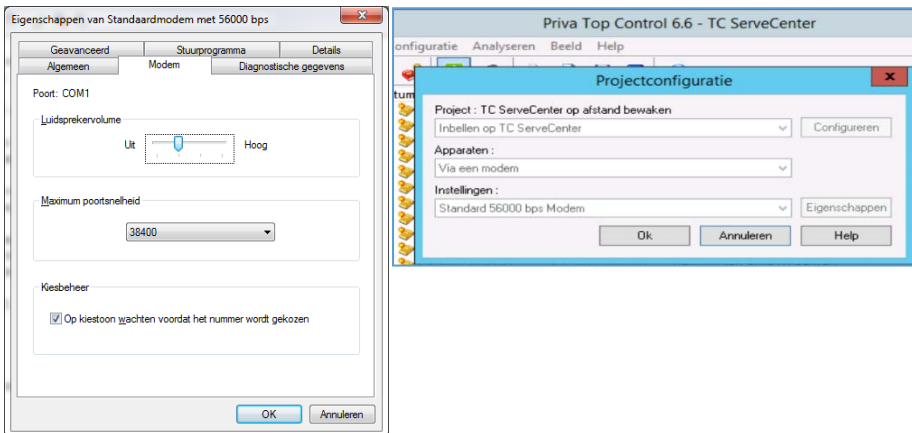 Eigenschappen van Standaardmodem met 56000 bps
Geavanceerd Stuurprogramma Details
Algemeen Modem Diagnostische gegevens
Poort: COM1
Luidsprekervolume
Uit Hoog
Maximum poortsnelheid
38400
Kiesbeheer
Op kiestoon wachten voordat het nummer wordt gekozen
OK Annuleren
Priva Top Control 6.6 - TC ServeCenter
onfiguratie Analyseren Beeld Help
tum
Projectconfiguratie
Project : TC ServeCenter op afstand bewaken
Inbellen op TC ServeCenter Configureren
Apparaten :
Via een modem
Instellingen :
Standard 56000 bps Modem Eigenschappen
Ok Annuleren Help